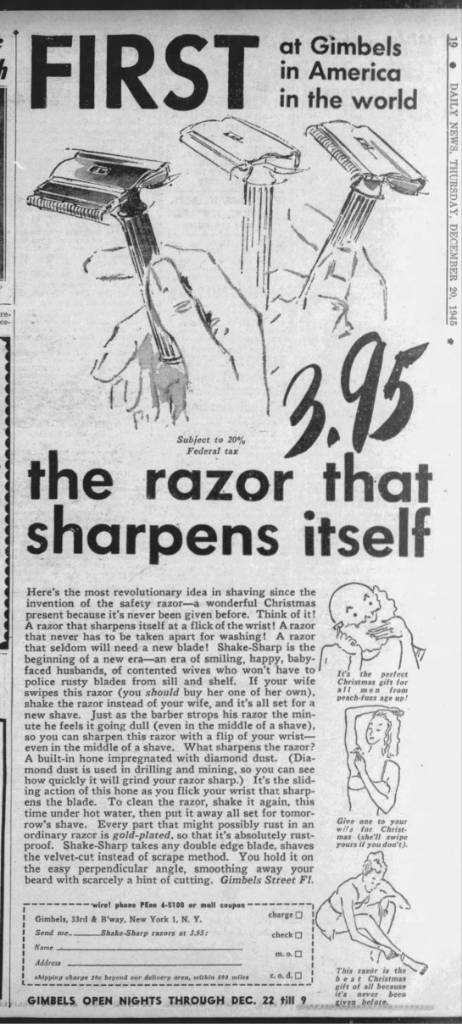 FIRST
at Gimbels
in America
in the world
19 ● DAILY NEWS, THURSDAY, DECEMBER 20, 1945 ●
3.95
Subject to 20%
Federal tax
the razor that
sharpens itself
Here's the most revolutionary idea in shaving since the
invention of the safety razor—a wonderful Christmas
present because it's never been given before. Think of it!
A razor that sharpens itself at a flick of the wrist! A razor
that never has to be taken apart for washing! A razor
that seldom will need a new blade! Shake-Sharp is the
beginning of a new era—an era of smiling, happy, baby-
faced husbands, of contented wives who won't have to
police rusty blades from sill and shelf. If your wife
swipes this razor (you should buy her one of her own),
shake the razor instead of your wife, and it's all set for a
new shave. Just as the barber strops his razor the min-
ute he feels it going dull (even in the middle of a shave),
so you can sharpen this razor with a flip of your wrist—
even in the middle of a shave. What sharpens the razor?
A built-in hone impregnated with diamond dust. (Dia-
mond dust is used in drilling and mining, so you can see
how quickly it will grind your razor sharp.) It's the slid-
ing action of this hone as you flick your wrist that sharp-
ens the blade. To clean the razor, shake it again, this
time under hot water, then put it away all set for tomor-
row's shave. Every part that might possibly rust in an
ordinary razor is gold-plated, so that it's absolutely rust-
proof. Shake-Sharp takes any double edge blade, shaves
the velvet-cut instead of scrape method. You hold it on
the easy perpendicular angle, smoothing away your
beard with scarcely a hint of cutting. Gimbels Street Fl.
It's the perfect
Christmas gift for
all men from
peach-fuzz age up!
Give one to your
wife for Christ-
mas (she'll swipe
yours if you don't).
This razor is the
best Christmas
gift of all because
it's never been
given before.
write! phone PEnn 6-5100 or mail coupon
Gimbels, 33rd & B'way, New York 1, N. Y.
Send me Shake-Sharp razors at 3.95:
Name
Address
charge
check
m. o.
c. o. d.
shipping charge beyond our delivery area, within
GIMBELS OPEN NIGHTS THROUGH DEC. 22 till 9